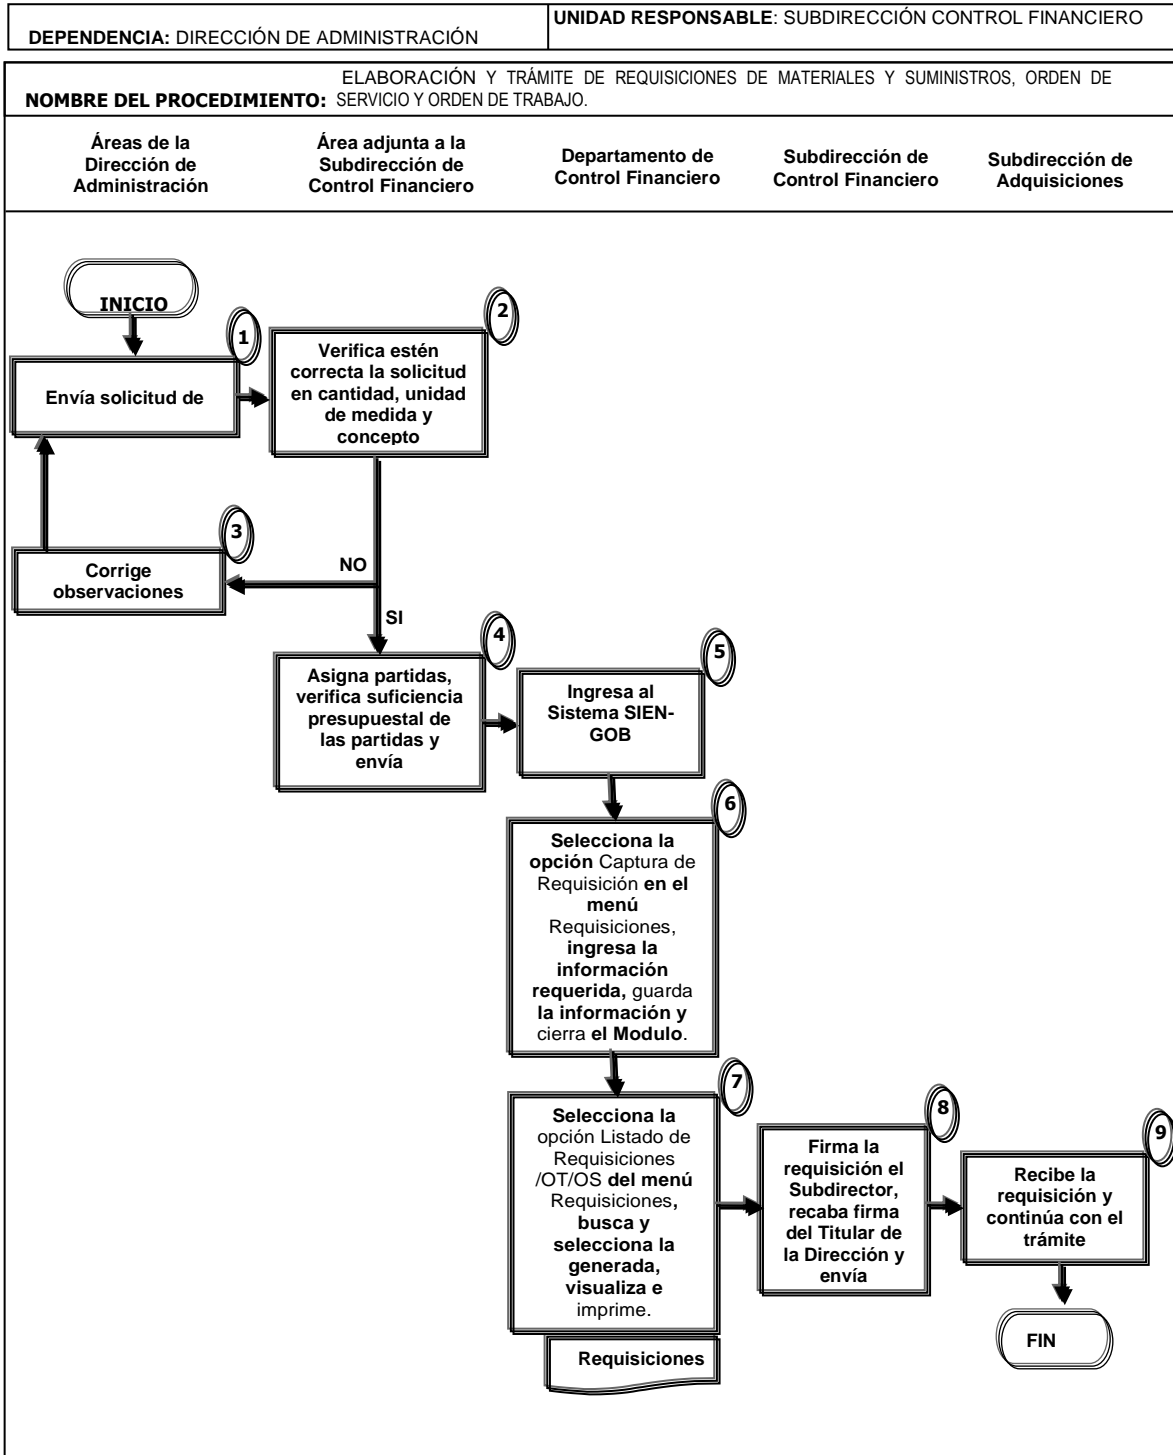 DEPENDENCIA: DIRECCIÓN DE ADMINISTRACIÓN
UNIDAD RESPONSABLE: SUBDIRECCIÓN CONTROL FINANCIERO
NOMBRE DEL PROCEDIMIENTO:
ELABORACIÓN Y TRÁMITE DE REQUISICIONES DE MATERIALES Y SUMINISTROS, ORDEN DE
SERVICIO Y ORDEN DE TRABAJO.
Áreas de la
Dirección de
Administración
Área adjunta a la
Subdirección de
Control Financiero
Departamento de
Control Financiero
Subdirección de
Control Financiero
Subdirección de
Adquisiciones
INICIO
1
Envía solicitud de
2
Verifica estén
correcta la solicitud
en cantidad, unidad
de medida y
concepto
3
Corrige
observaciones
NO
SI
4
Asigna partidas,
verifica suficiencia
presupuestal de
las partidas y
envía
5
Ingresa al
Sistema SIEN-
GOB
6
Selecciona la
opción Captura de
Requisición en el
menú
Requisiciones,
ingresa la
información
requerida, guarda
la información y
cierra el Modulo.
7
Selecciona la
opción Listado de
Requisiciones
/OT/OS del menú
Requisiciones,
busca y
selecciona la
generada,
visualiza e
imprime.
Requisiciones
8
Firma la
requisición el
Subdirector,
recaba firma
del Titular de
la Dirección y
envía
9
Recibe la
requisición y
continúa con el
trámite
FIN